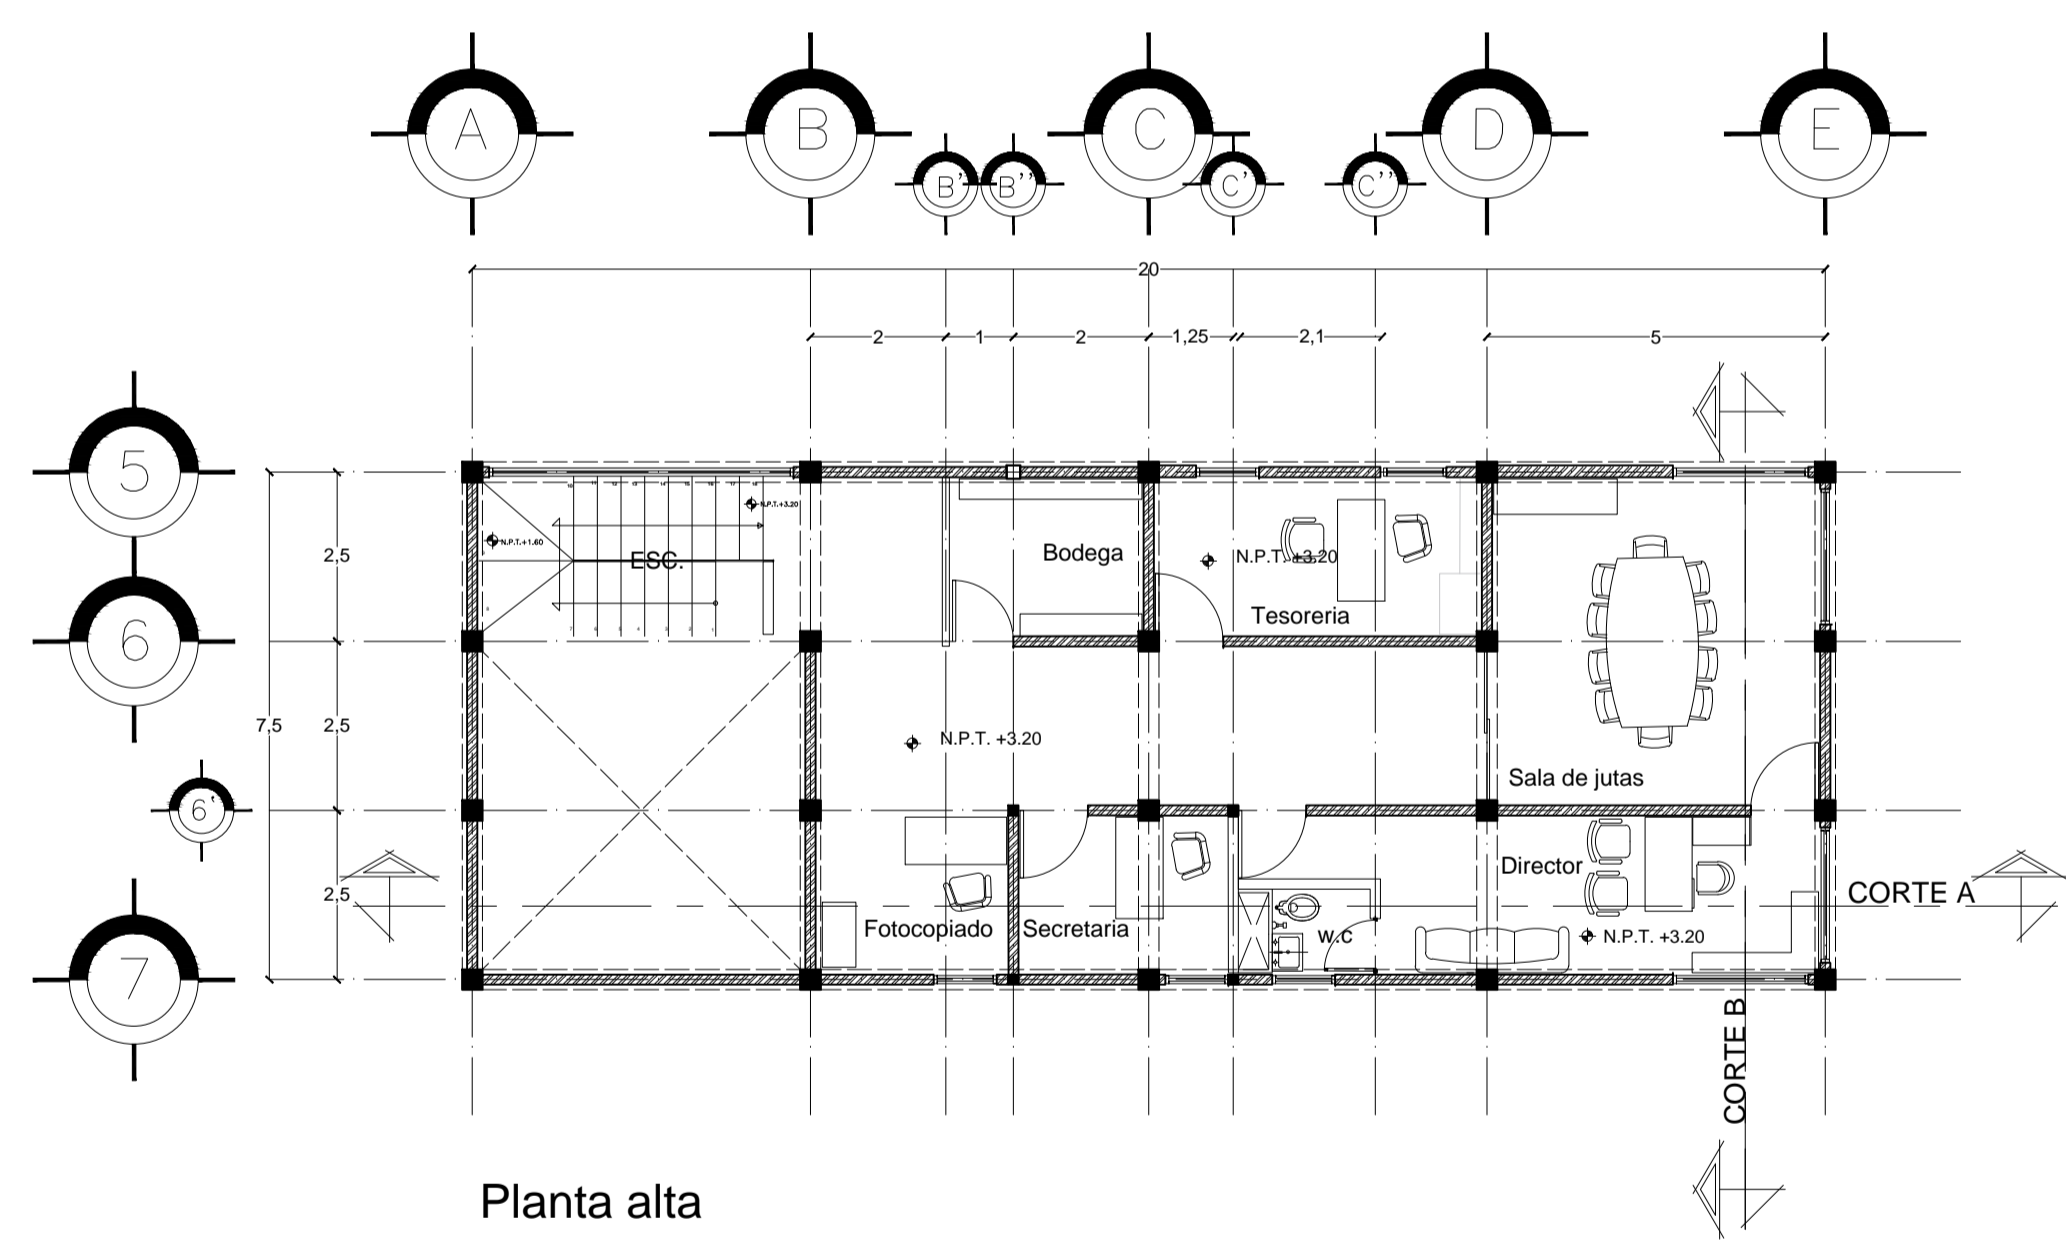 A B C D E
B' B'' C' C''
20
2 1 2 1,25 2,1 5
5
N.P.T.+3.20
N.P.T.+1.60
2,5
ESC.
Bodega
N.P.T. +3.20
Tesoreria
6
7,5
2,5
N.P.T. +3.20
Sala de jutas
6'
Director
2,5
CORTE A
Fotocopiado
Secretaria
w.c
N.P.T. +3.20
7
CORTE B
Planta alta